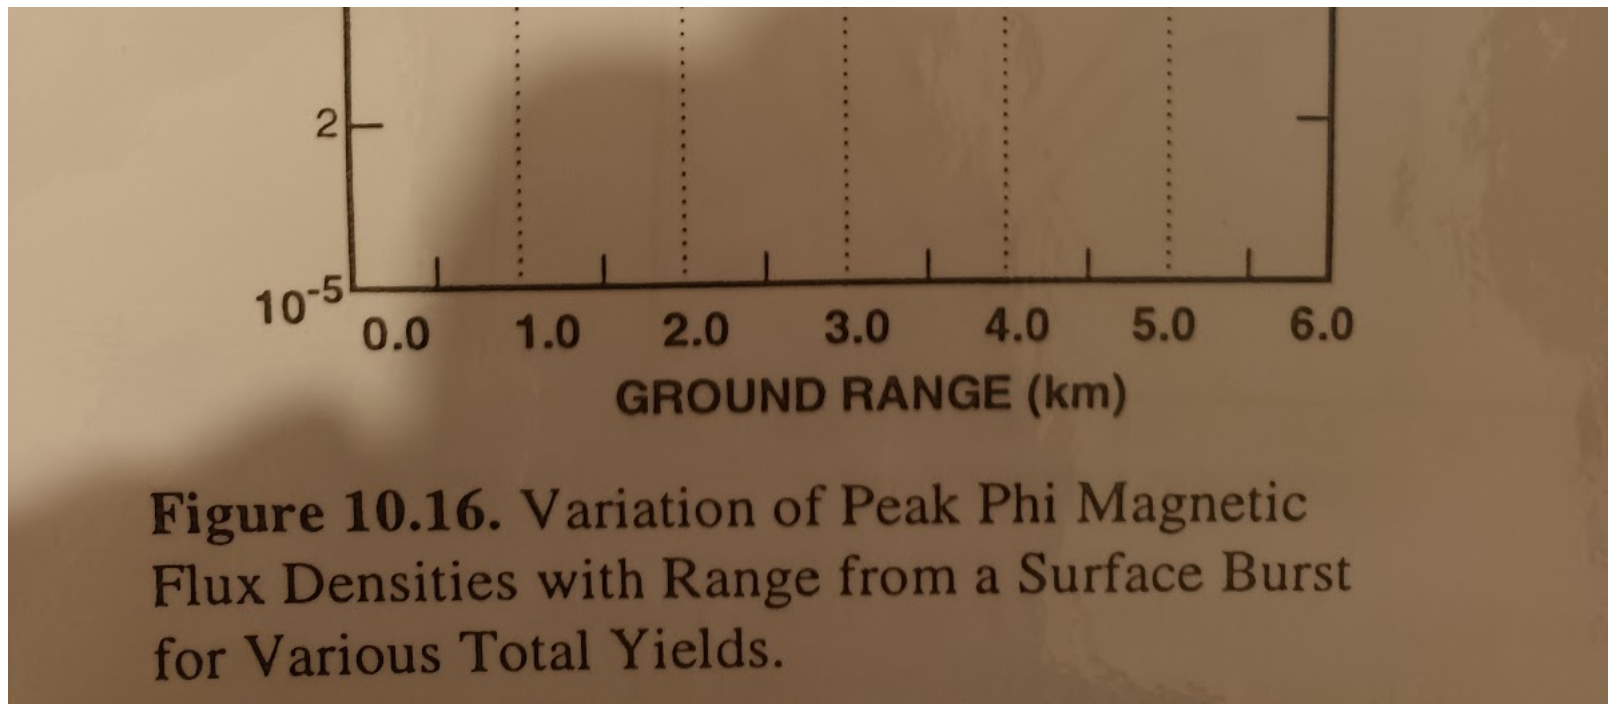 2
10⁻⁵
0.0 1.0 2.0 3.0 4.0 5.0 6.0
GROUND RANGE (km)
Figure 10.16. Variation of Peak Phi Magnetic
Flux Densities with Range from a Surface Burst
for Various Total Yields.